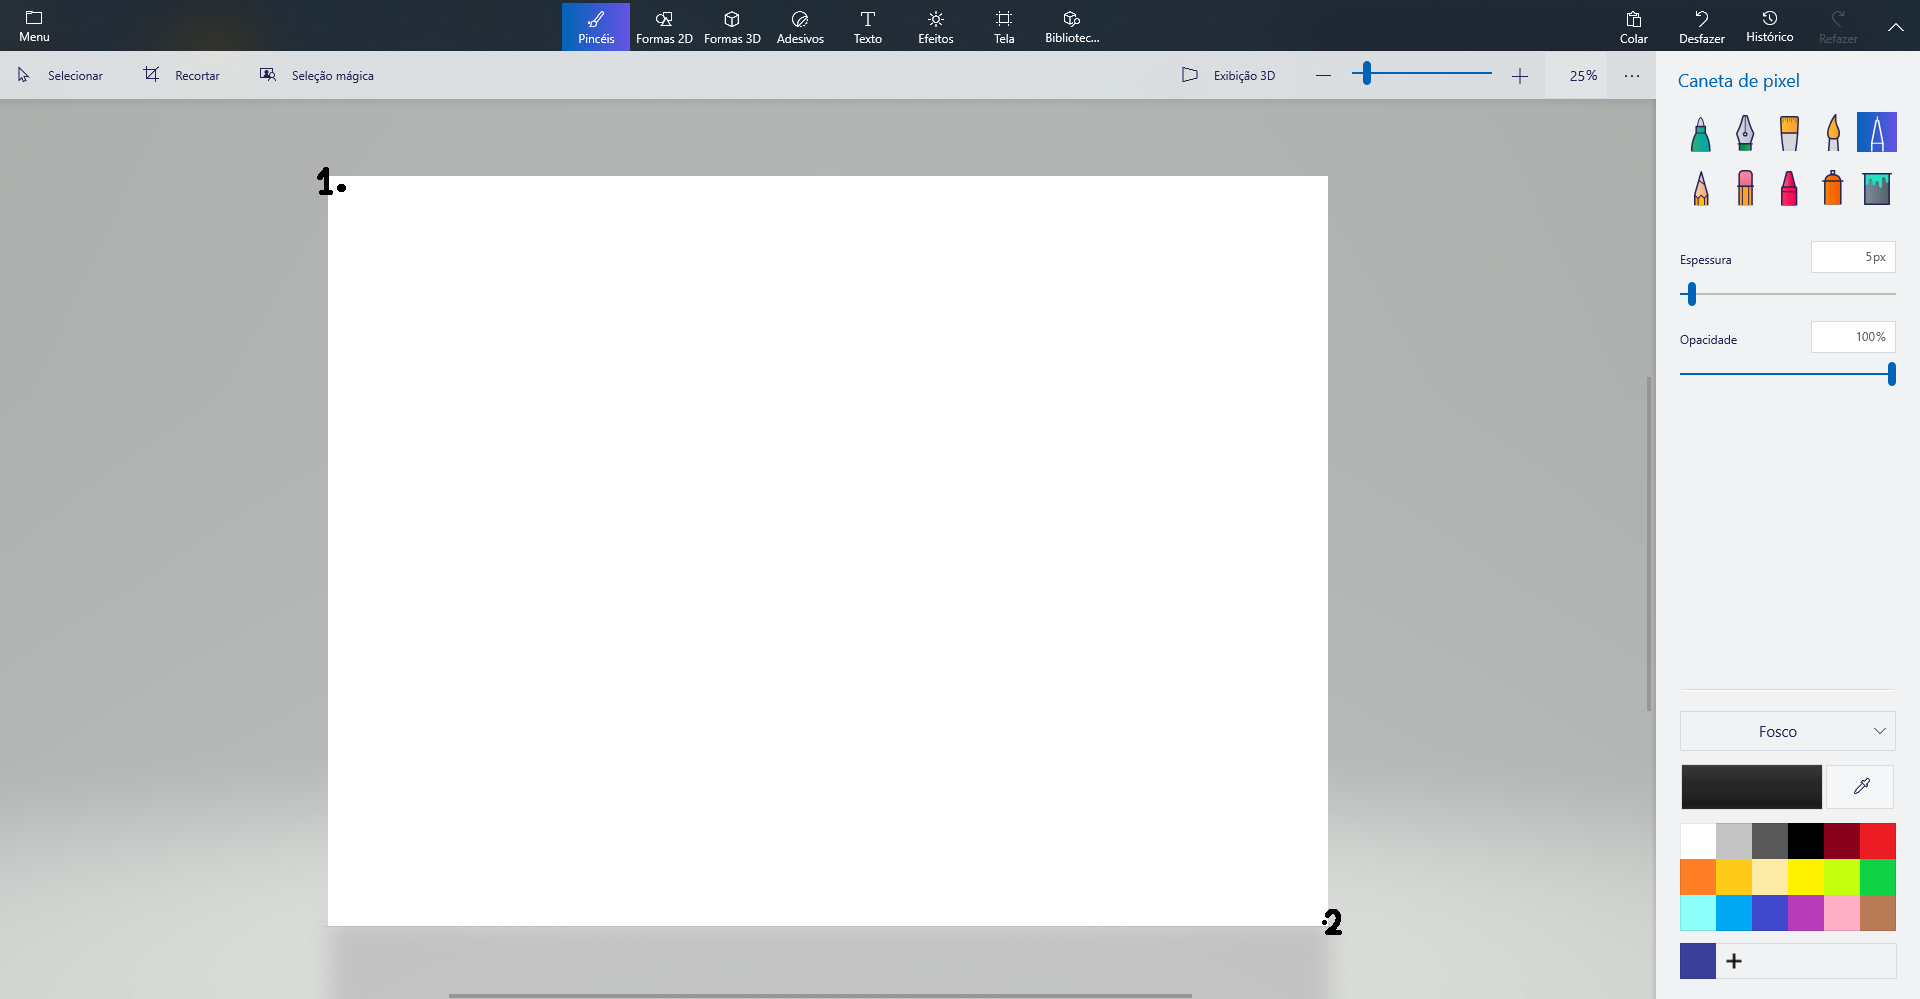 Menu
Pincéis
Formas 2D
Formas 3D
Adesivos
Texto
Efeitos
Tela
Bibliotec...
Colar
Desfazer
Histórico
Refazer
Selecionar
Recortar
Seleção mágica
Exibição 3D
25%
Caneta de pixel
Espessura
5px
Opacidade
100%
Fosco
1.
.2